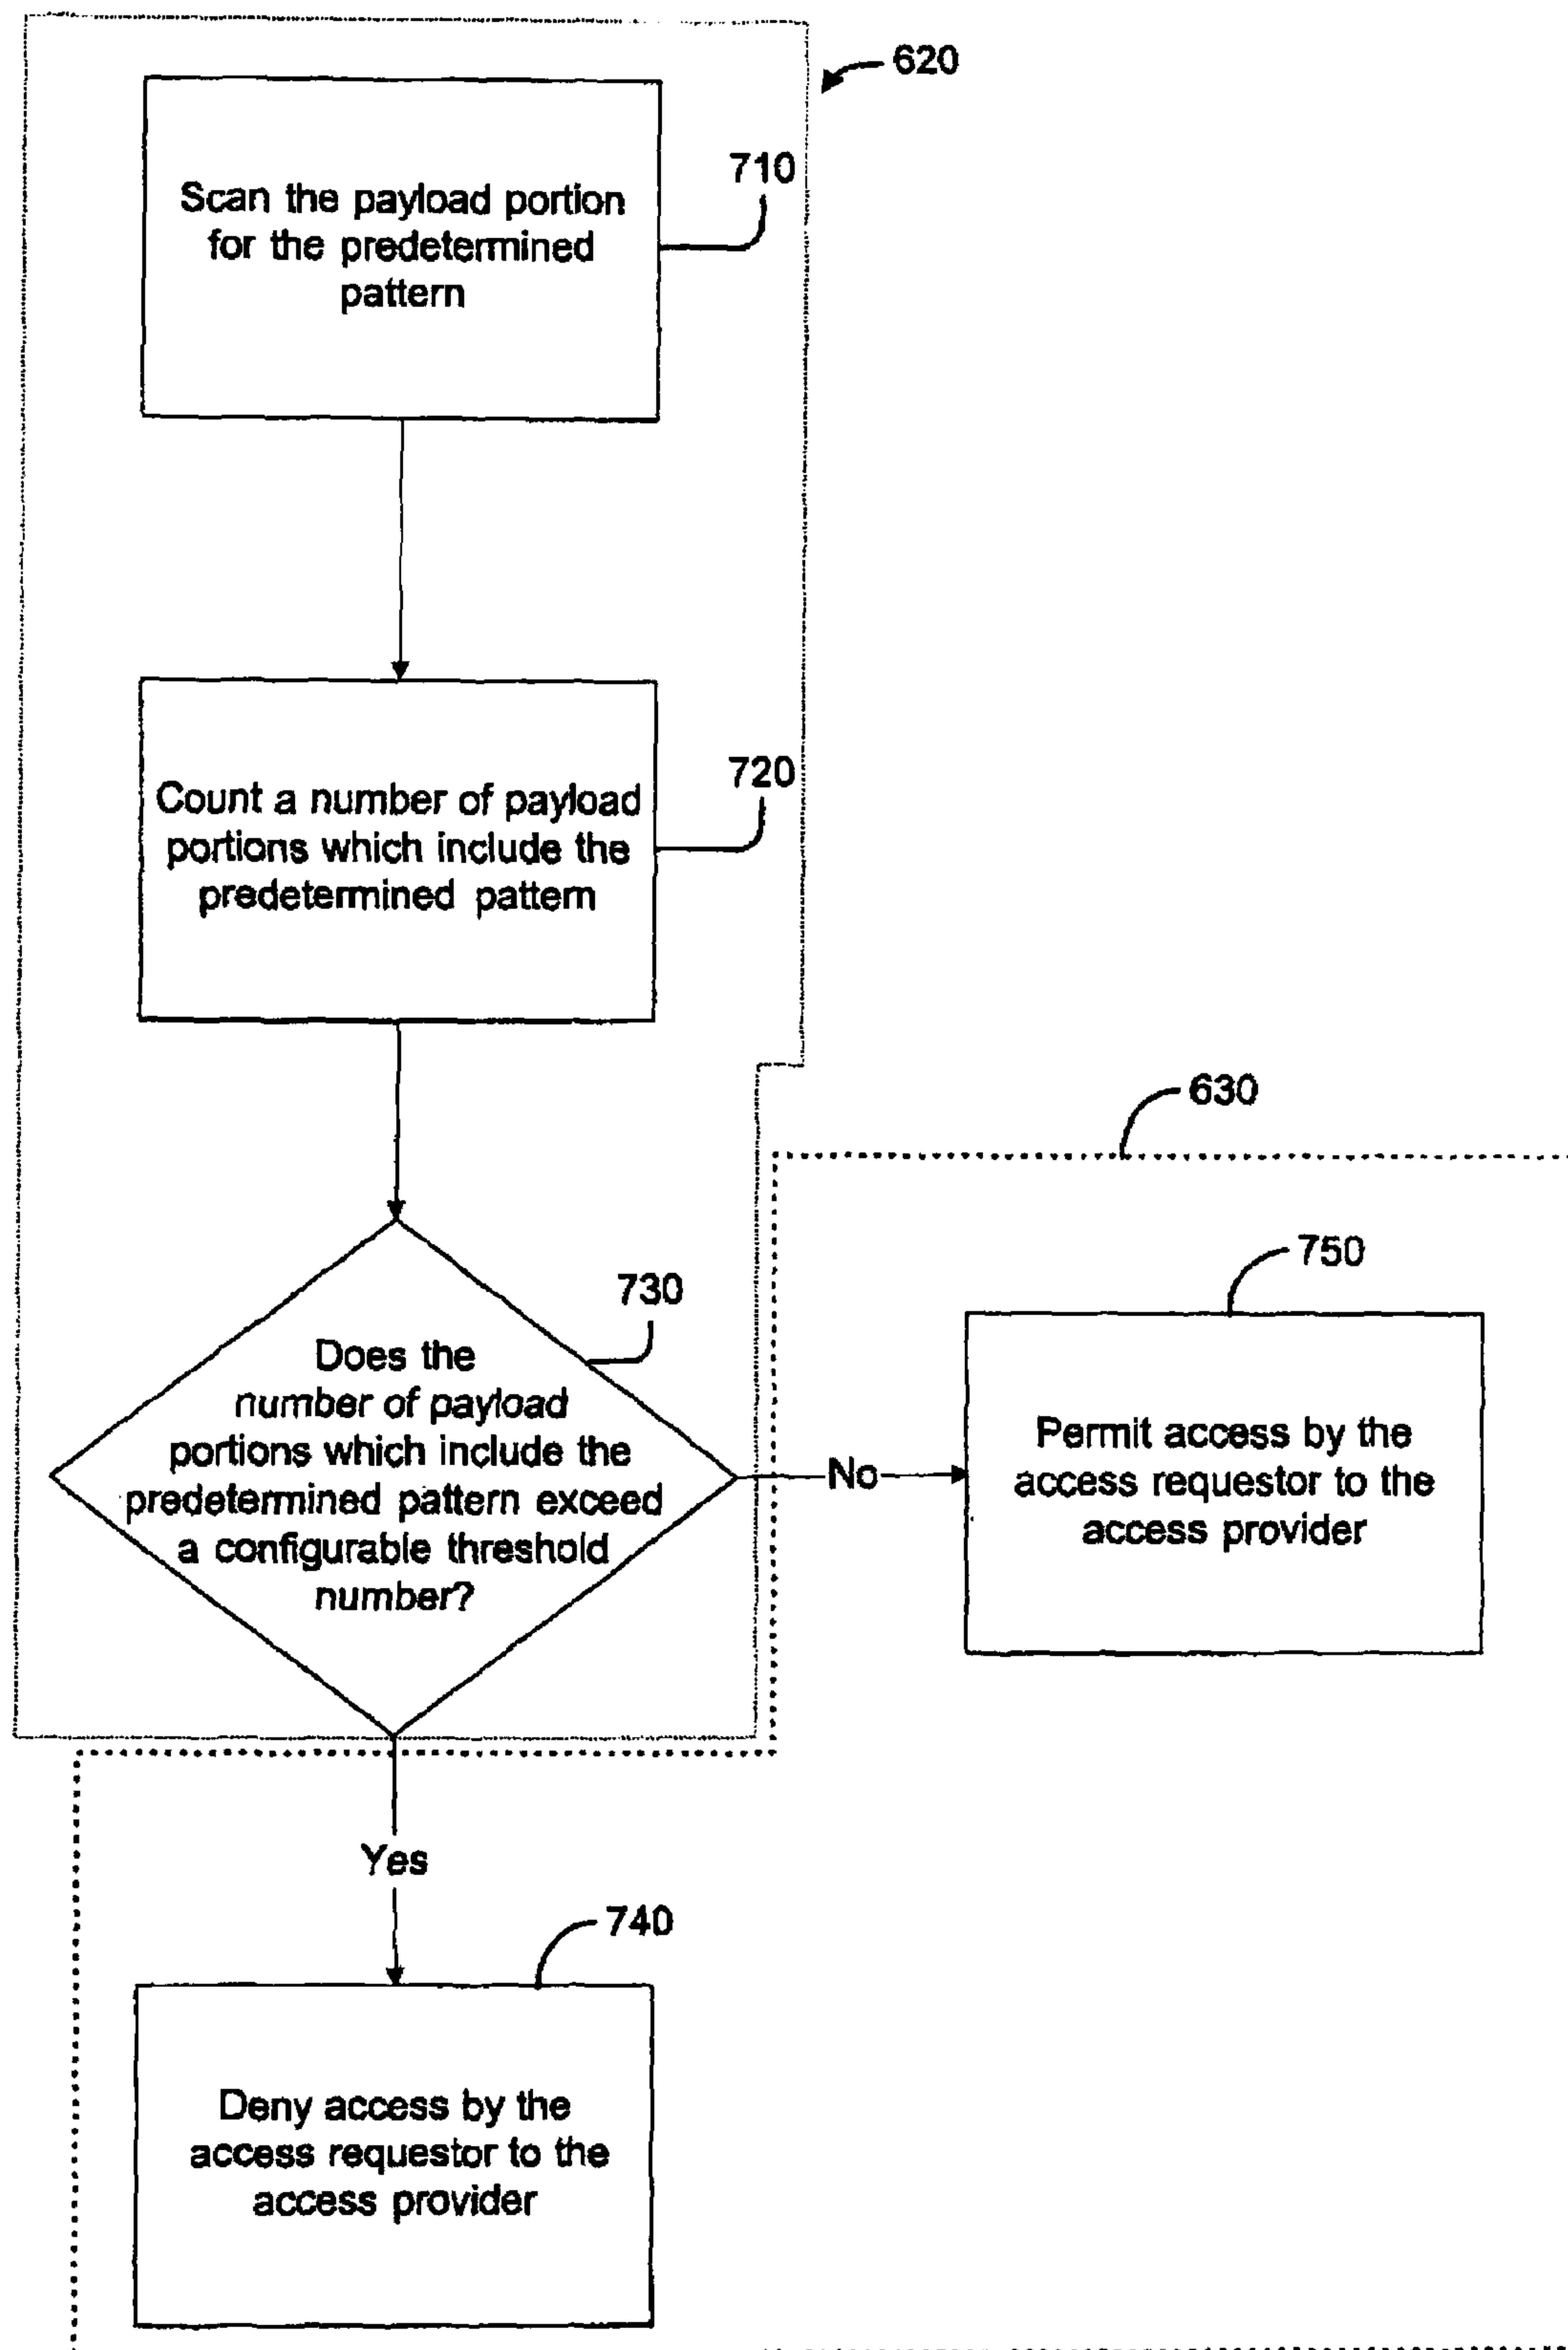 620
710
Scan the payload portion
for the predetermined
pattern
720
Count a number of payload
portions which include the
predetermined pattern
630
730
Does the
number of payload
portions which include the
predetermined pattern exceed
a configurable threshold
number?
No
750
Permit access by the
access requestor to the
access provider
Yes
740
Deny access by the
access requestor to the
access provider